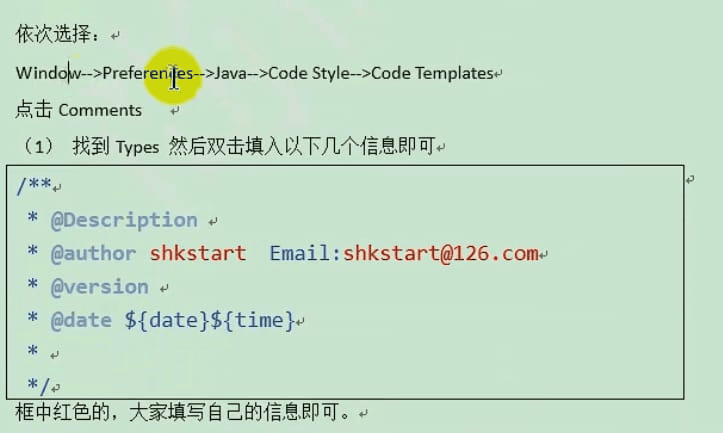 依次选择：
Window-->Preferences-->Java-->Code Style-->Code Templates
点击 Comments
（1） 找到 Types 然后双击填入以下几个信息即可
/**
* @Description
* @author shkstart  Email:shkstart@126.com
* @version
* @date ${date}${time}
*
*/
框中红色的，大家填写自己的信息即可。